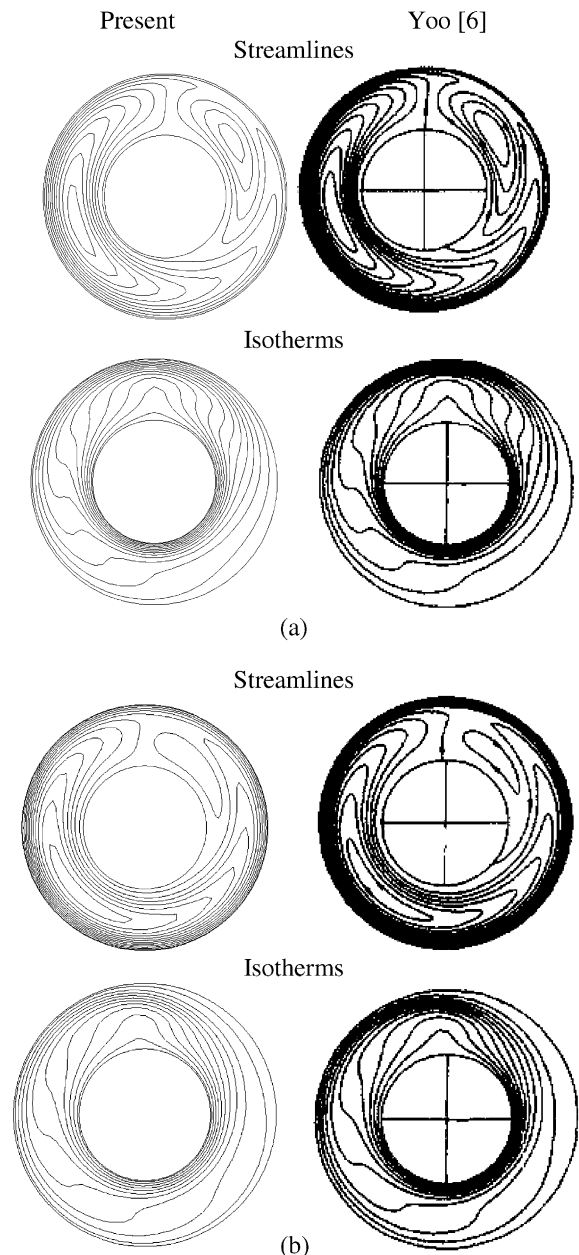 Present Yoo [6]
Streamlines
Isotherms
(a)
Streamlines
Isotherms
(b)